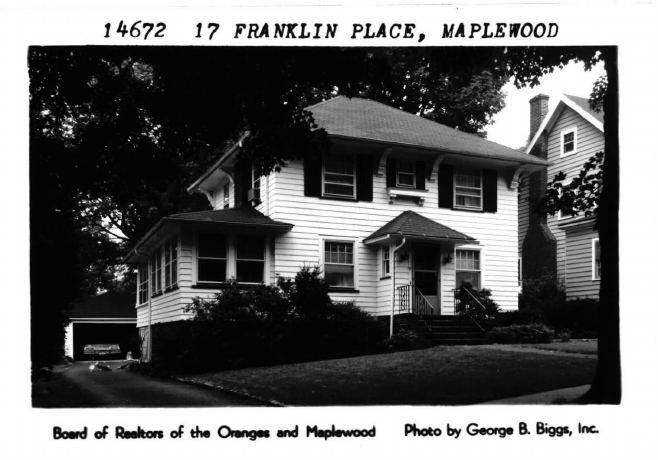 14672 17 FRANKLIN PLACE, MAPLEWOOD
Board of Realtors of the Oranges and Maplewood Photo by George B. Biggs, Inc.